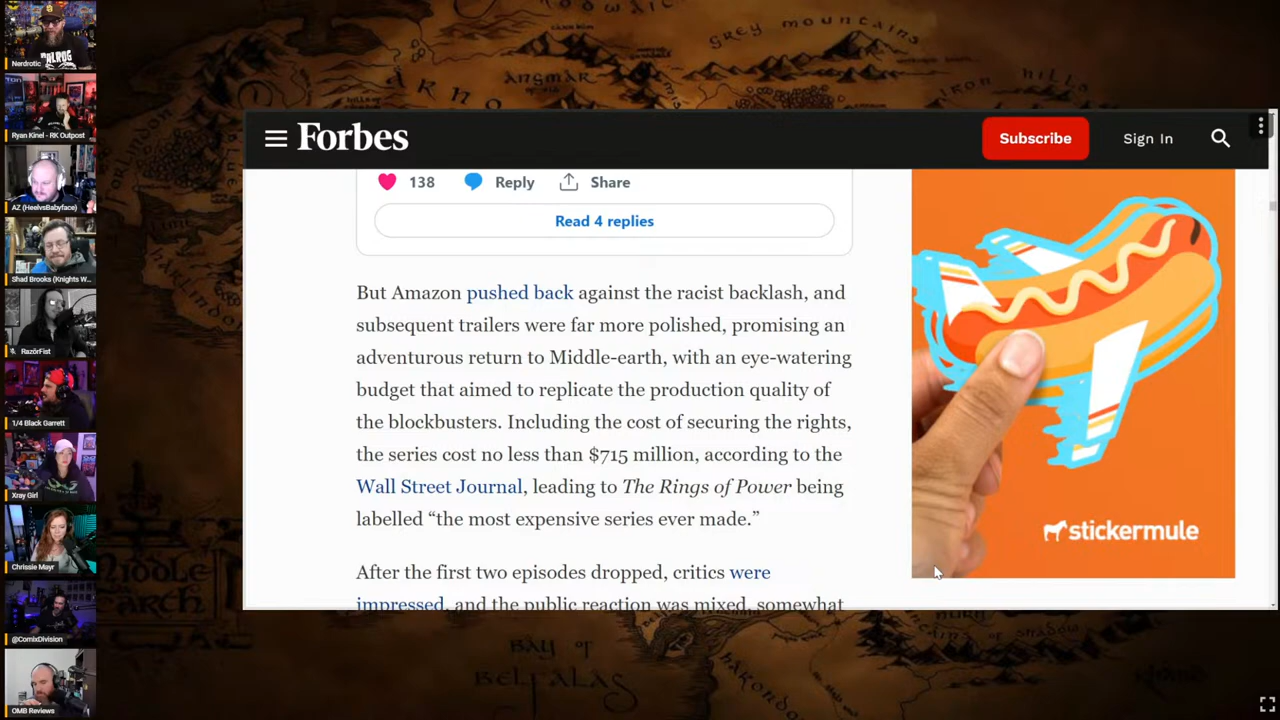 Nerdrotic
Ryan Kinel - RK Outpost
AZ (HeelvsBabyface)
Shad Brooks (Knights W...
RazörFist
1/4 Black Garrett
Xray Girl
Chrissie Mayr
@ComixDivision
OMB Reviews
GREY MOUNTAINS
ANGMAR
IRON HILLS
Forbes
Subscribe
Sign In
138
Reply
Share
Read 4 replies
But Amazon pushed back against the racist backlash, and
subsequent trailers were far more polished, promising an
adventurous return to Middle-earth, with an eye-watering
budget that aimed to replicate the production quality of
the blockbusters. Including the cost of securing the rights,
the series cost no less than $715 million, according to the
Wall Street Journal, leading to The Rings of Power being
labelled “the most expensive series ever made.”
After the first two episodes dropped, critics were
impressed, and the public reaction was mixed, somewhat
stickermule
BAY OF
BELFALAS